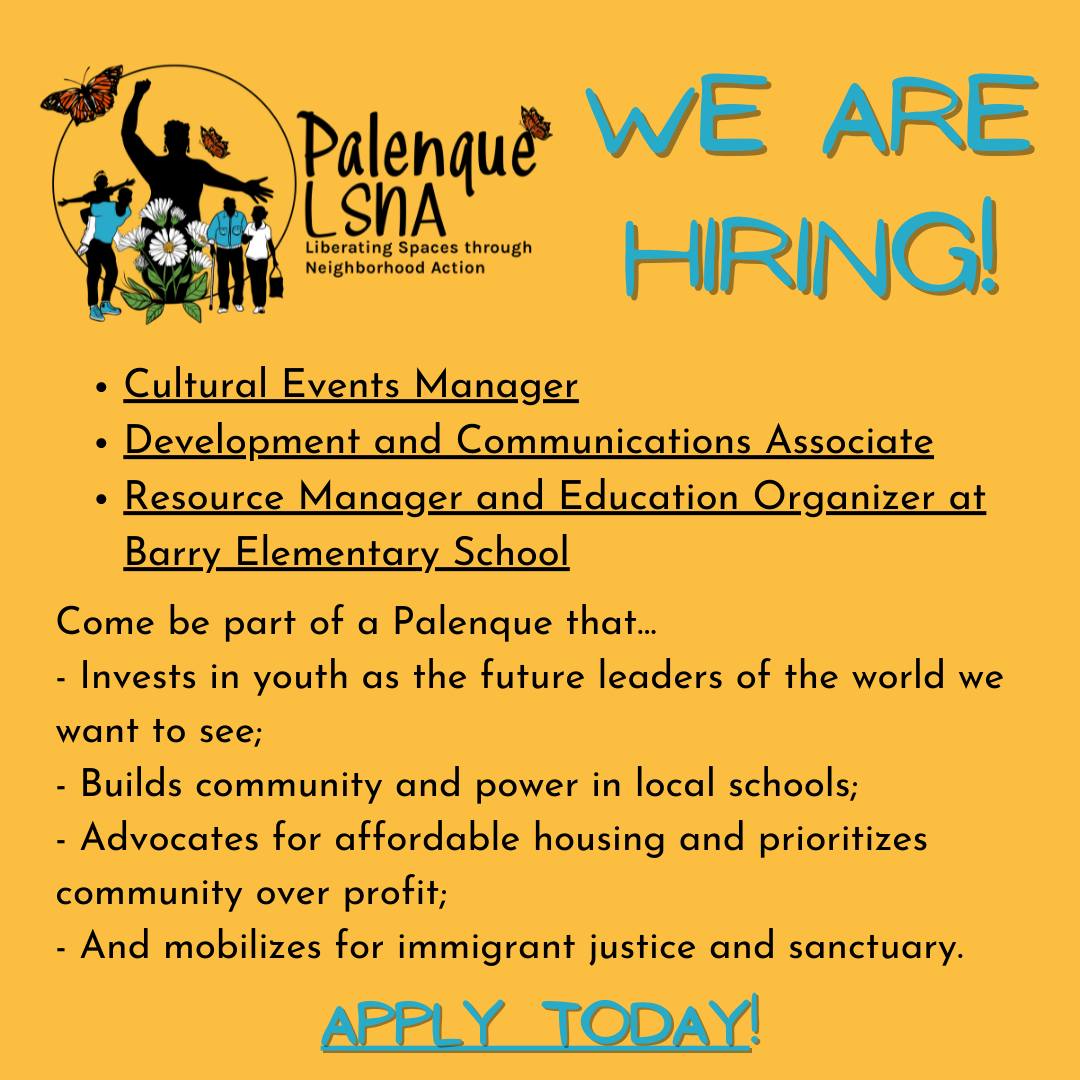 Palenque
LSNA
Liberating Spaces through
Neighborhood Action
WE ARE
HIRING!
• Cultural Events Manager
• Development and Communications Associate
• Resource Manager and Education Organizer at
Barry Elementary School
Come be part of a Palenque that...
- Invests in youth as the future leaders of the world we
want to see;
- Builds community and power in local schools;
- Advocates for affordable housing and prioritizes
community over profit;
- And mobilizes for immigrant justice and sanctuary.
APPLY TODAY!